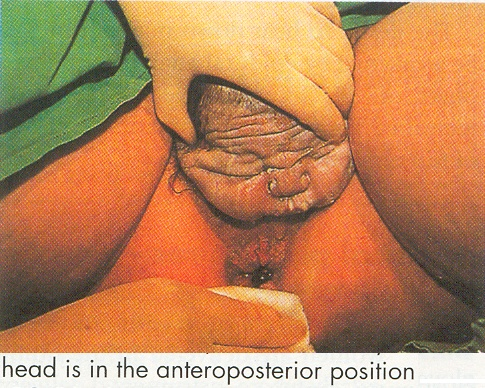 head is in the anteroposterior position